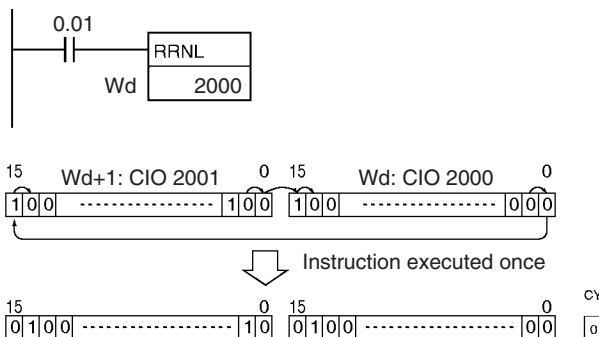 0.01
RRNL
Wd 2000
15 Wd+1: CIO 2001 0 15 Wd: CIO 2000 0
1 0 0 1 0 0 1 0 0 0 0 0
Instruction executed once
15 0 15 0 CY
0 1 0 0 1 0 0 1 0 0 0 0 0